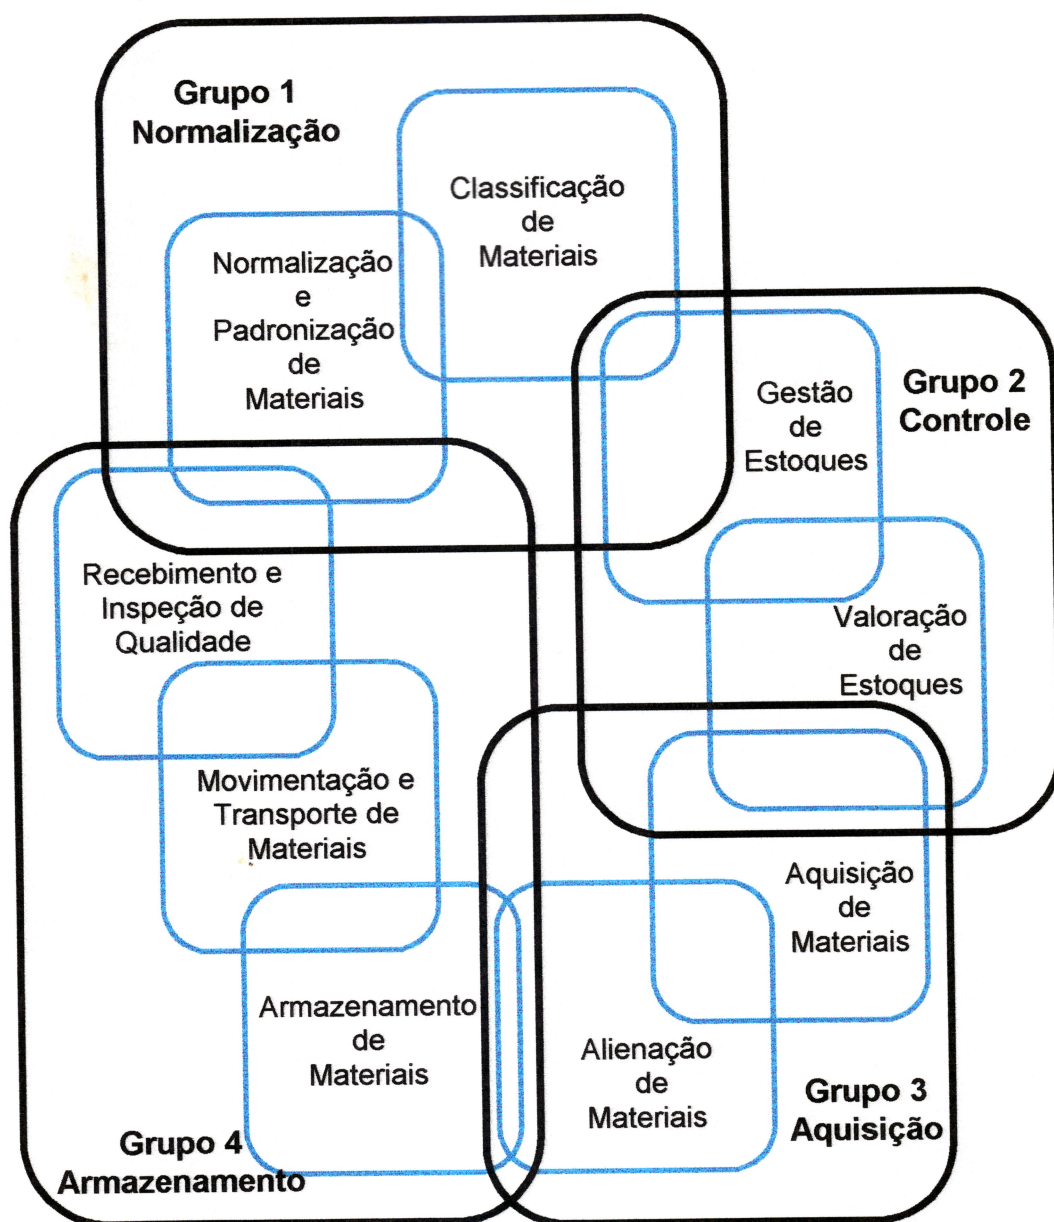 Grupo 1
Normalização
Classificação
de
Materiais
Normalização
e
Padronização
de
Materiais
Grupo 2
Controle
Gestão
de
Estoques
Valoração
de
Estoques
Recebimento e
Inspeção de
Qualidade
Movimentação e
Transporte de
Materiais
Armazenamento
de
Materiais
Grupo 4
Armazenamento
Aquisição
de
Materiais
Alienação
de
Materiais
Grupo 3
Aquisição